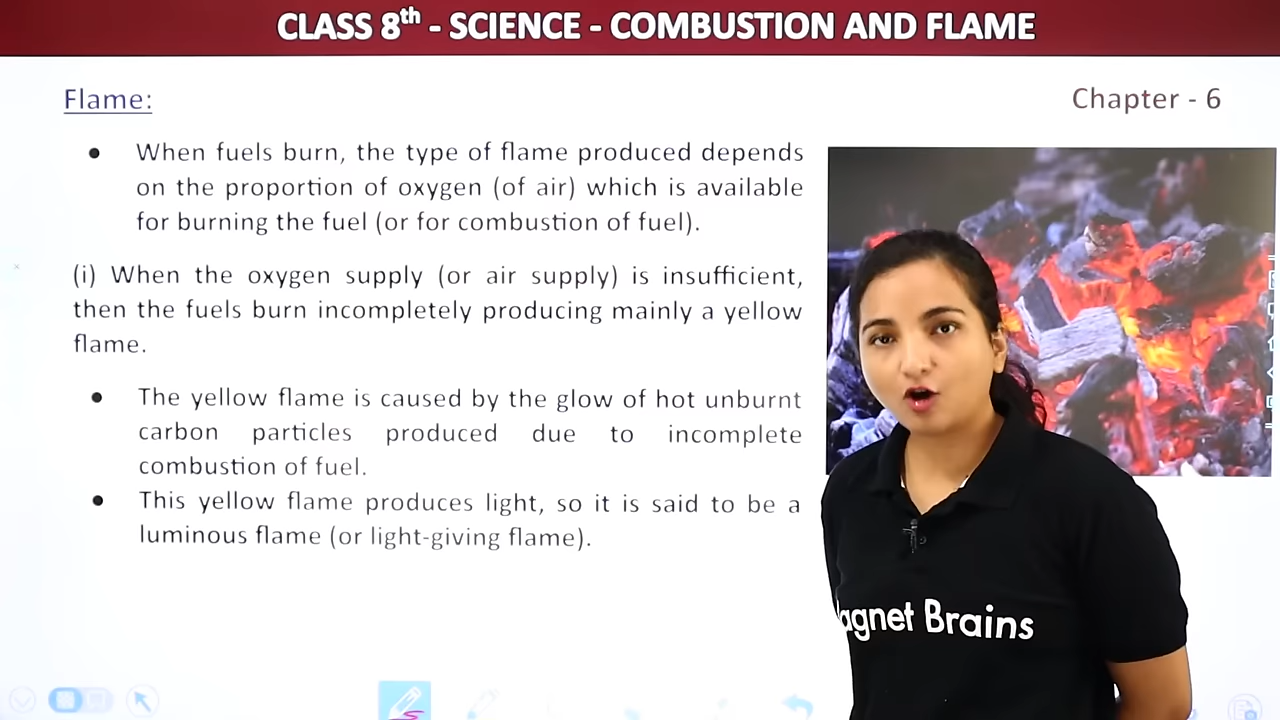 CLASS 8th - SCIENCE - COMBUSTION AND FLAME
Flame:
Chapter - 6
● When fuels burn, the type of flame produced depends
on the proportion of oxygen (of air) which is available
for burning the fuel (or for combustion of fuel).
(i) When the oxygen supply (or air supply) is insufficient,
then the fuels burn incompletely producing mainly a yellow
flame.
● The yellow flame is caused by the glow of hot unburnt
carbon particles produced due to incomplete
combustion of fuel.
● This yellow flame produces light, so it is said to be a
luminous flame (or light-giving flame).
agnet Brains